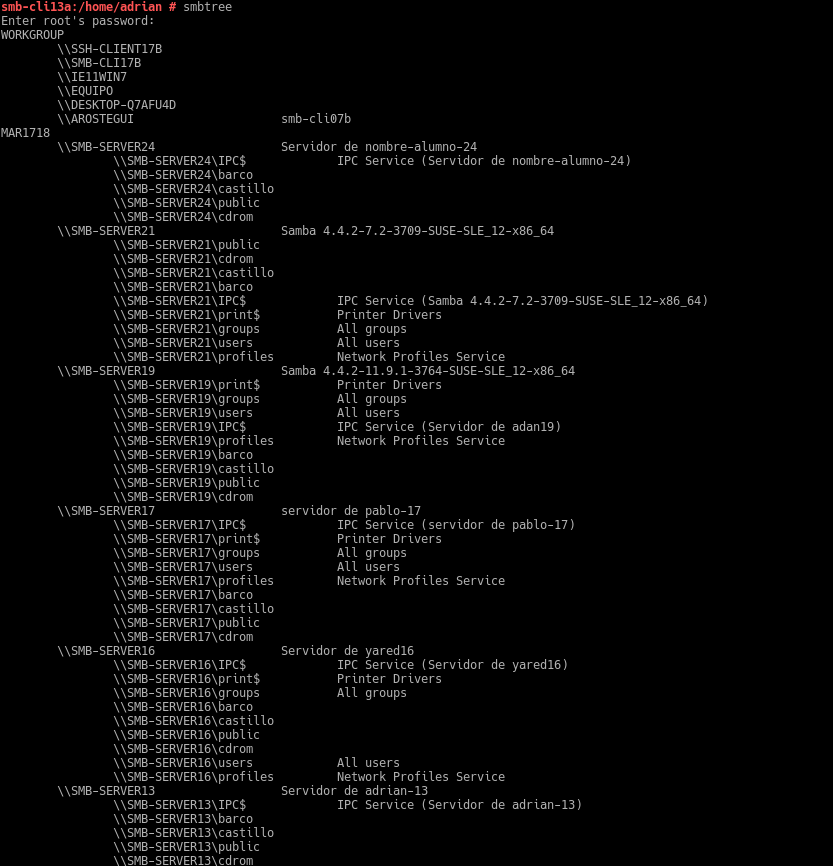 smb-cli13a:/home/adrian # smbtree
Enter root's password:
WORKGROUP
\\SSH-CLIENT17B
\\SMB-CLI17B
\\IE11WIN7
\\EQUIPO
\\DESKTOP-Q7AFU4D
\\AROSTEGUI smb-cli07b
MAR1718
\\SMB-SERVER24 Servidor de nombre-alumno-24
\\SMB-SERVER24\IPC$ IPC Service (Servidor de nombre-alumno-24)
\\SMB-SERVER24\barco
\\SMB-SERVER24\castillo
\\SMB-SERVER24\public
\\SMB-SERVER24\cdrom
\\SMB-SERVER21 Samba 4.4.2-7.2-3709-SUSE-SLE_12-x86_64
\\SMB-SERVER21\public
\\SMB-SERVER21\cdrom
\\SMB-SERVER21\castillo
\\SMB-SERVER21\barco
\\SMB-SERVER21\IPC$ IPC Service (Samba 4.4.2-7.2-3709-SUSE-SLE_12-x86_64)
\\SMB-SERVER21\print$ Printer Drivers
\\SMB-SERVER21\groups All groups
\\SMB-SERVER21\users All users
\\SMB-SERVER21\profiles Network Profiles Service
\\SMB-SERVER19 Samba 4.4.2-11.9.1-3764-SUSE-SLE_12-x86_64
\\SMB-SERVER19\print$ Printer Drivers
\\SMB-SERVER19\groups All groups
\\SMB-SERVER19\users All users
\\SMB-SERVER19\IPC$ IPC Service (Servidor de adan19)
\\SMB-SERVER19\profiles Network Profiles Service
\\SMB-SERVER19\barco
\\SMB-SERVER19\castillo
\\SMB-SERVER19\public
\\SMB-SERVER19\cdrom
\\SMB-SERVER17 servidor de pablo-17
\\SMB-SERVER17\IPC$ IPC Service (servidor de pablo-17)
\\SMB-SERVER17\print$ Printer Drivers
\\SMB-SERVER17\groups All groups
\\SMB-SERVER17\users All users
\\SMB-SERVER17\profiles Network Profiles Service
\\SMB-SERVER17\barco
\\SMB-SERVER17\castillo
\\SMB-SERVER17\public
\\SMB-SERVER17\cdrom
\\SMB-SERVER16 Servidor de yared16
\\SMB-SERVER16\IPC$ IPC Service (Servidor de yared16)
\\SMB-SERVER16\print$ Printer Drivers
\\SMB-SERVER16\groups All groups
\\SMB-SERVER16\barco
\\SMB-SERVER16\castillo
\\SMB-SERVER16\public
\\SMB-SERVER16\cdrom
\\SMB-SERVER16\users All users
\\SMB-SERVER16\profiles Network Profiles Service
\\SMB-SERVER13 Servidor de adrian-13
\\SMB-SERVER13\IPC$ IPC Service (Servidor de adrian-13)
\\SMB-SERVER13\barco
\\SMB-SERVER13\castillo
\\SMB-SERVER13\public
\\SMB-SERVER13\cdrom